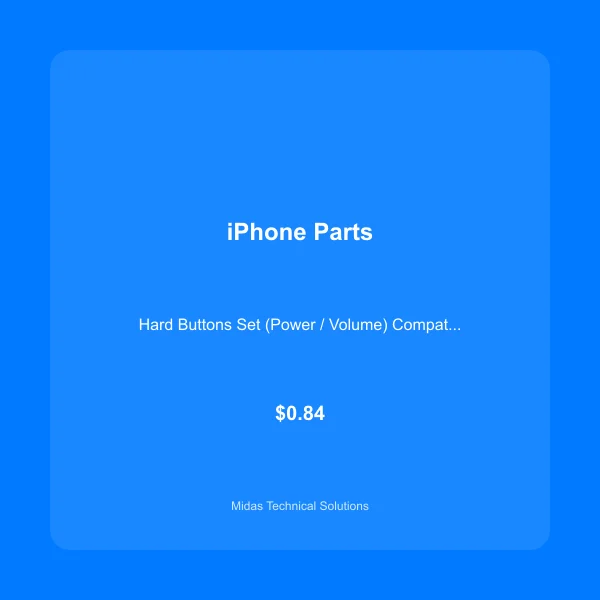 iPhone Parts
Hard Buttons Set (Power / Volume) Compat...
$0.84
Midas Technical Solutions